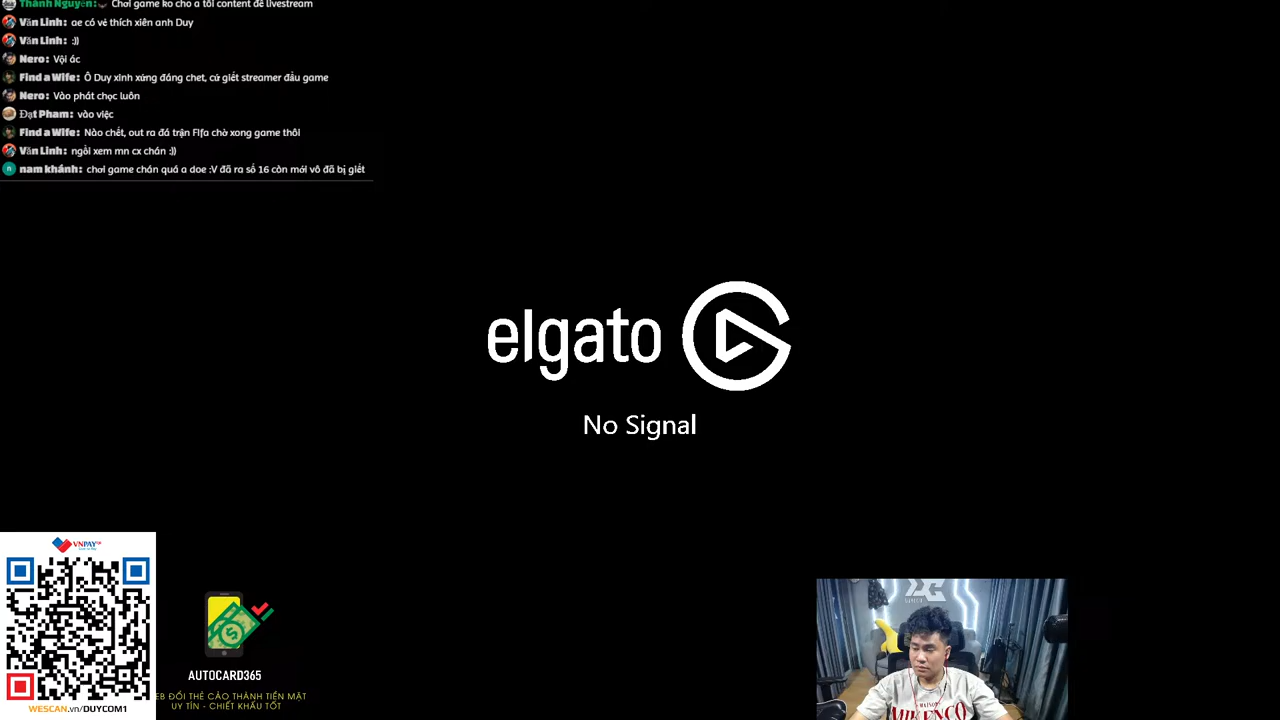 Thành Nguyễn: Chơi game ko cho a tôi content để livestream
Văn Linh: ae có vẻ thích xiên anh Duy
Văn Linh: :))
Nero: Vội ác
Find a Wife: Ô Duy xinh xứng đáng chet, cứ giết streamer đầu game
Nero: Vào phát chọc luôn
Đạt Pham: vào việc
Find a Wife: Nào chết, out ra đá trận Fifa chờ xong game thôi
Văn Linh: ngồi xem mn cx chán :))
nam khánh: chơi game chán quá a doe :V đã ra số 16 còn mới vô đã bị giết
elgato
No Signal
VNPAY
WESCAN.vn/DUYCOM1
AUTOCARD365
EB ĐỔI THẺ CÀO THÀNH TIỀN MẶT
UY TÍN - CHIẾT KHẤU TỐT
MIKENCO